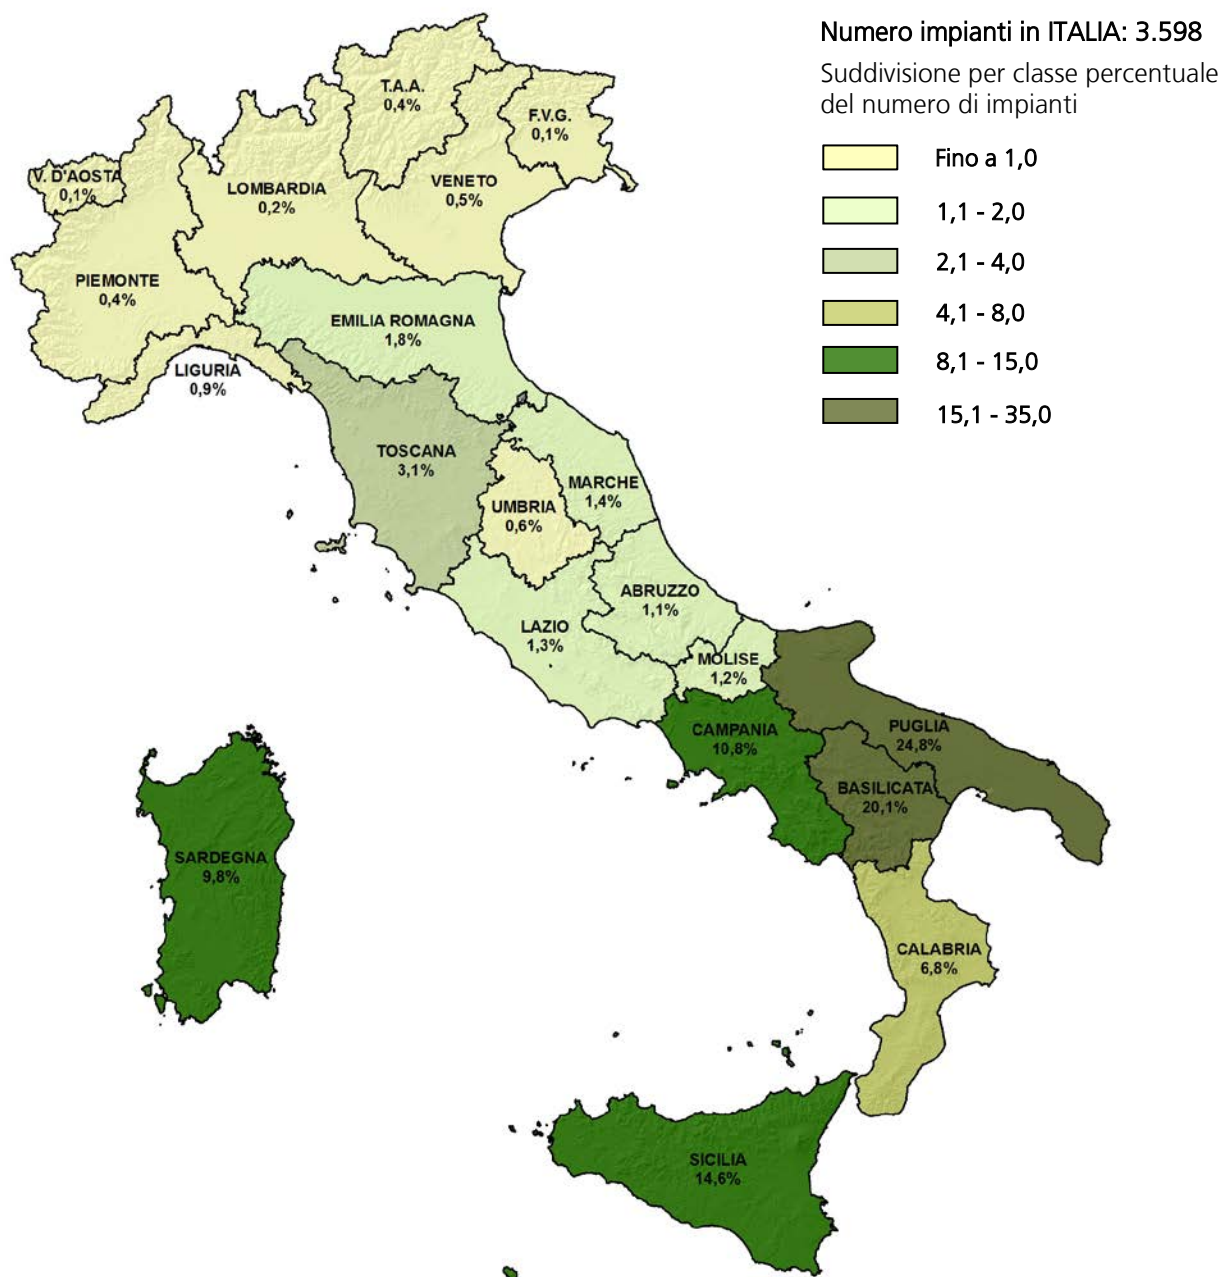 Numero impianti in ITALIA: 3.598
Suddivisione per classe percentuale
del numero di impianti
Fino a 1,0
1,1 - 2,0
2,1 - 4,0
4,1 - 8,0
8,1 - 15,0
15,1 - 35,0
T.A.A.
0,4%
F.V.G.
0,1%
V. D'AOSTA
0,1%
LOMBARDIA
0,2%
VENETO
0,5%
PIEMONTE
0,4%
EMILIA ROMAGNA
1,8%
LIGURIA
0,9%
TOSCANA
3,1%
MARCHE
1,4%
UMBRIA
0,6%
ABRUZZO
1,1%
LAZIO
1,3%
MOLISE
1,2%
CAMPANIA
10,8%
PUGLIA
24,8%
BASILICATA
20,1%
SARDEGNA
9,8%
CALABRIA
6,8%
SICILIA
14,6%